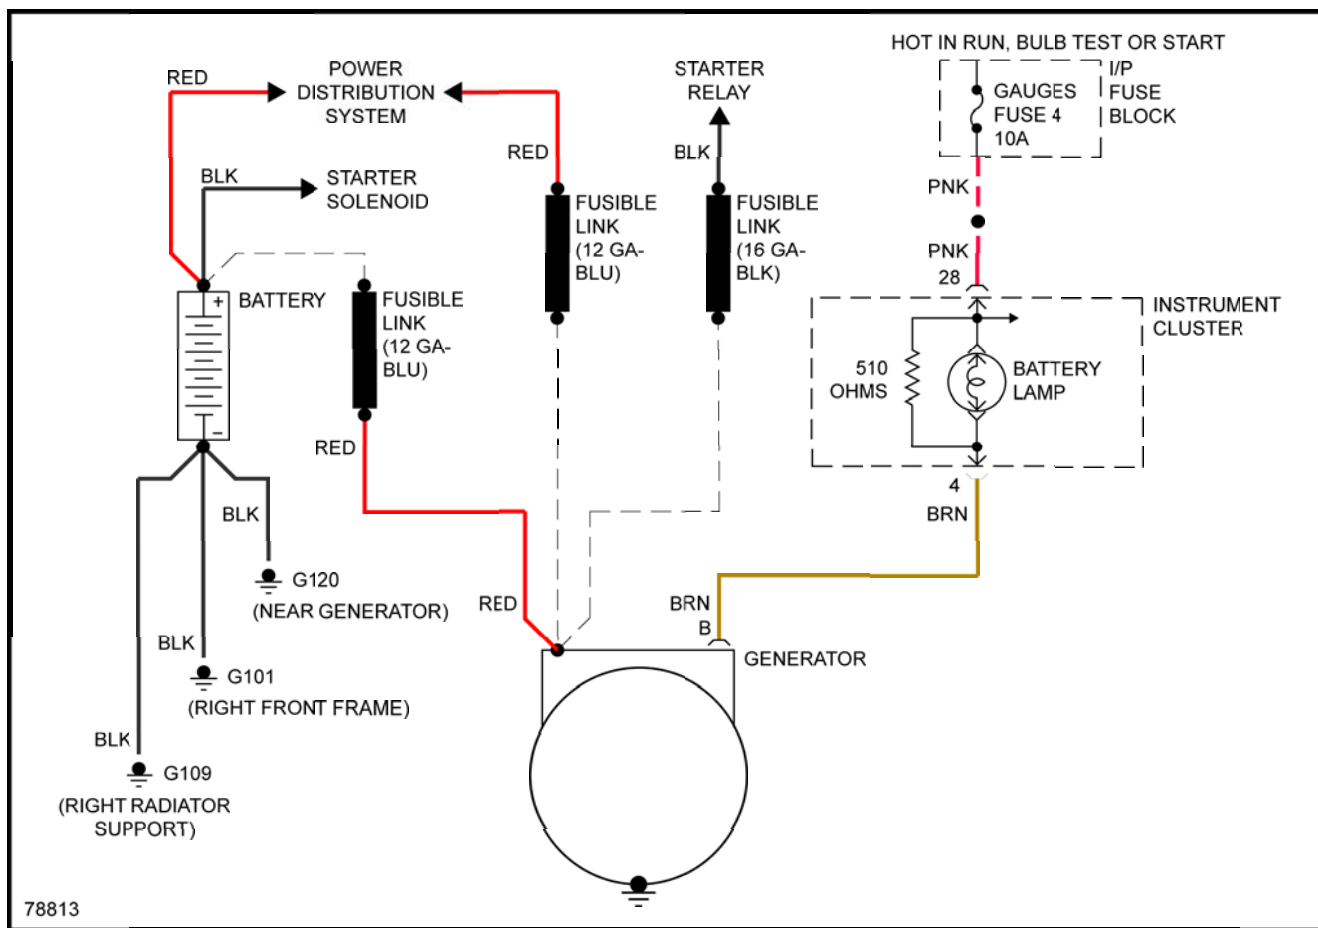 HOT IN RUN, BULB TEST OR START
RED
POWER
DISTRIBUTION
SYSTEM
STARTER
RELAY
GAUGES
FUSE 4
10A
I/P
FUSE
BLOCK
RED
BLK
BLK
STARTER
SOLENOID
PNK
FUSIBLE
LINK
(12 GA-
BLU)
FUSIBLE
LINK
(16 GA-
BLK)
PNK
28
+
BATTERY
−
FUSIBLE
LINK
(12 GA-
BLU)
INSTRUMENT
CLUSTER
510
OHMS
BATTERY
LAMP
RED
4
BRN
BLK
G120
(NEAR GENERATOR)
RED
BRN
B
GENERATOR
BLK
G101
(RIGHT FRONT FRAME)
BLK
G109
(RIGHT RADIATOR
SUPPORT)
78813